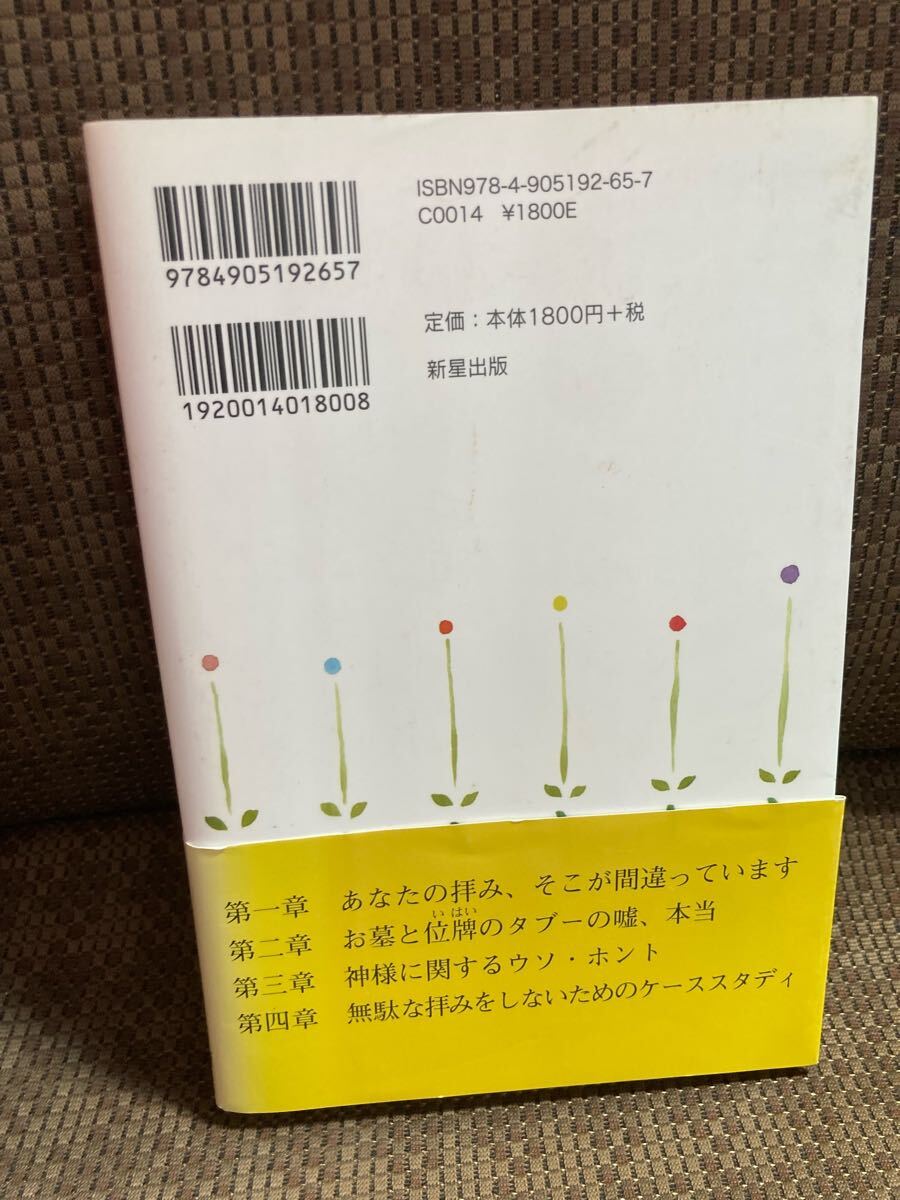 ISBN978-4-905192-65-7
C0014 ¥1800E
9784905192657
定価：本体1800円＋税
1920014018008
新星出版
第一章 あなたの拝み、そこが間違っています
第二章 お墓と位牌のタブーの嘘、本当
いはい
第三章 神様に関するウソ・ホント
第四章 無駄な拝みをしないためのケーススタディ